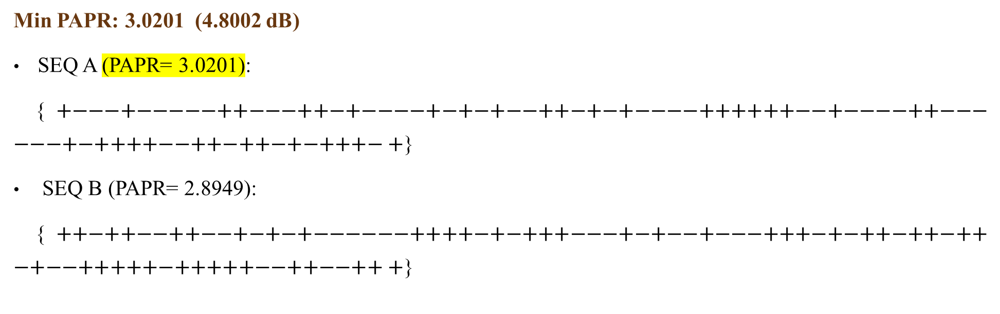 Min PAPR: 3.0201 (4.8002 dB)
• SEQ A (PAPR= 3.0201):
{ +−−−+−−−−−++−−−++−+−−−−+−+−+−−++−+−+−−−−++++++−−+−−−−++−−−
−−−+−++++−−++−++−+−+++− +}
• SEQ B (PAPR= 2.8949):
{ ++−++−−++−−+−+−+−−−−−−++++−+−+++−−−+−+−−+−−−+++−+−++−++−++
−+−−+++++−+++++−−++−−++ +}